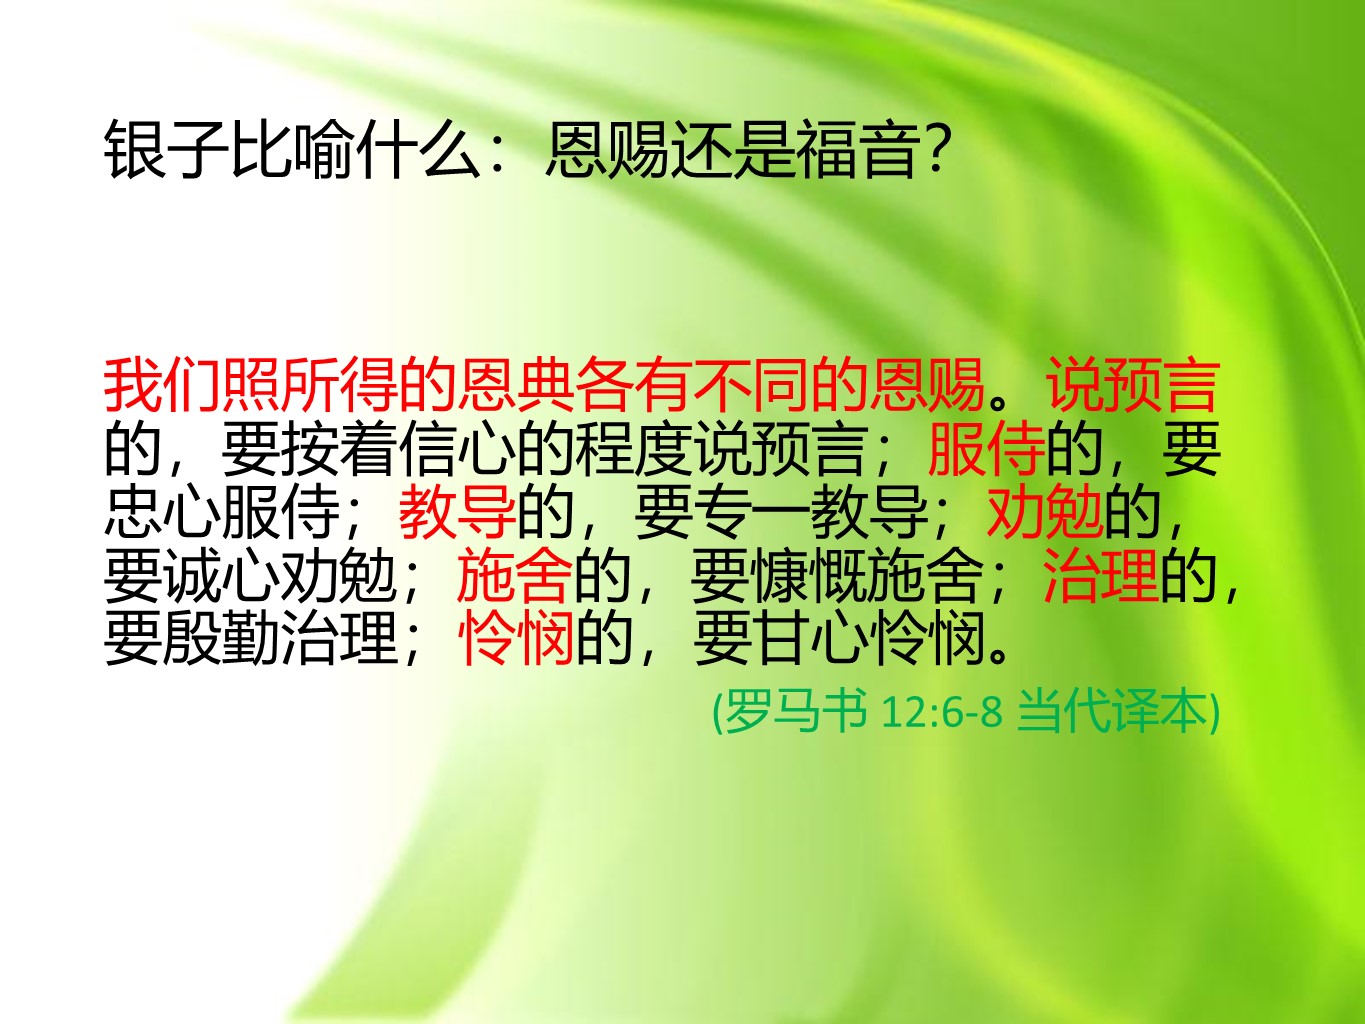 银子比喻什么：恩赐还是福音？
我们照所得的恩典各有不同的恩赐。说预言
的，要按着信心的程度说预言；服侍的，要
忠心服侍；教导的，要专一教导；劝勉的，
要诚心劝勉；施舍的，要慷慨施舍；治理的，
要殷勤治理；怜悯的，要甘心怜悯。
(罗马书 12:6-8 当代译本)